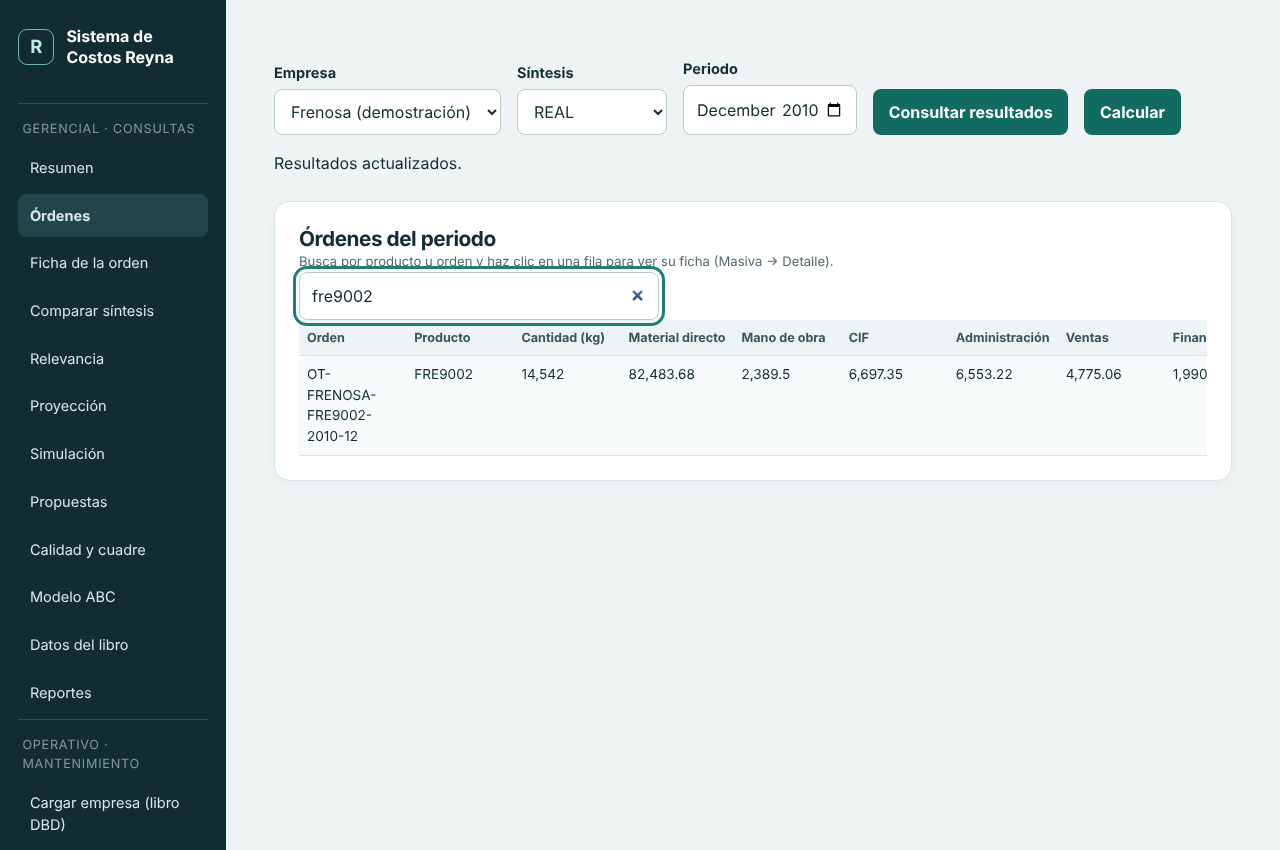 R
Sistema de
Costos Reyna
GERENCIAL · CONSULTAS
Resumen
Órdenes
Ficha de la orden
Comparar síntesis
Relevancia
Proyección
Simulación
Propuestas
Calidad y cuadre
Modelo ABC
Datos del libro
Reportes
OPERATIVO ·
MANTENIMIENTO
Cargar empresa (libro
DBD)
Empresa Síntesis Periodo
Frenosa (demostración) REAL December 2010 Consultar resultados Calcular
Resultados actualizados.
Órdenes del periodo
Busca por producto u orden y haz clic en una fila para ver su ficha (Masiva → Detalle).
fre9002
Orden Producto Cantidad (kg) Material directo Mano de obra CIF Administración Ventas Finan
OT- FRE9002 14,542 82,483.68 2,389.5 6,697.35 6,553.22 4,775.06 1,990
FRENOSA-
FRE9002-
2010-12